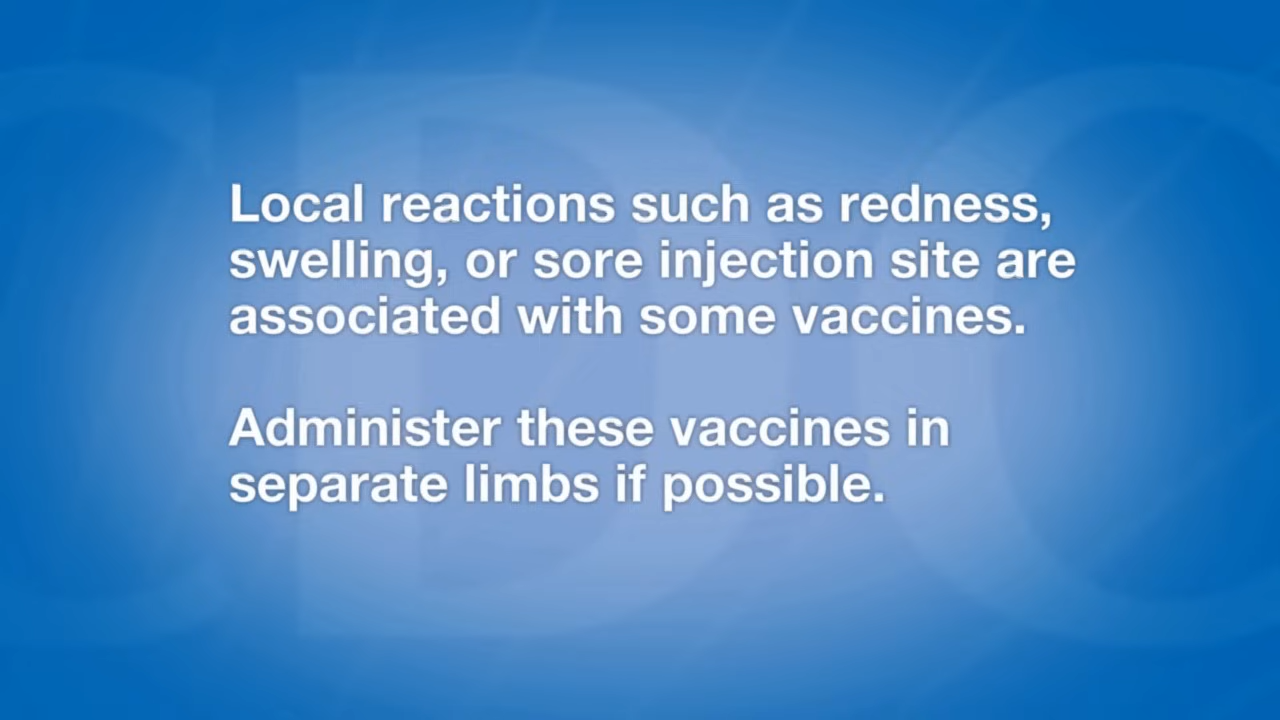 Local reactions such as redness,
swelling, or sore injection site are
associated with some vaccines.
Administer these vaccines in
separate limbs if possible.
CDC